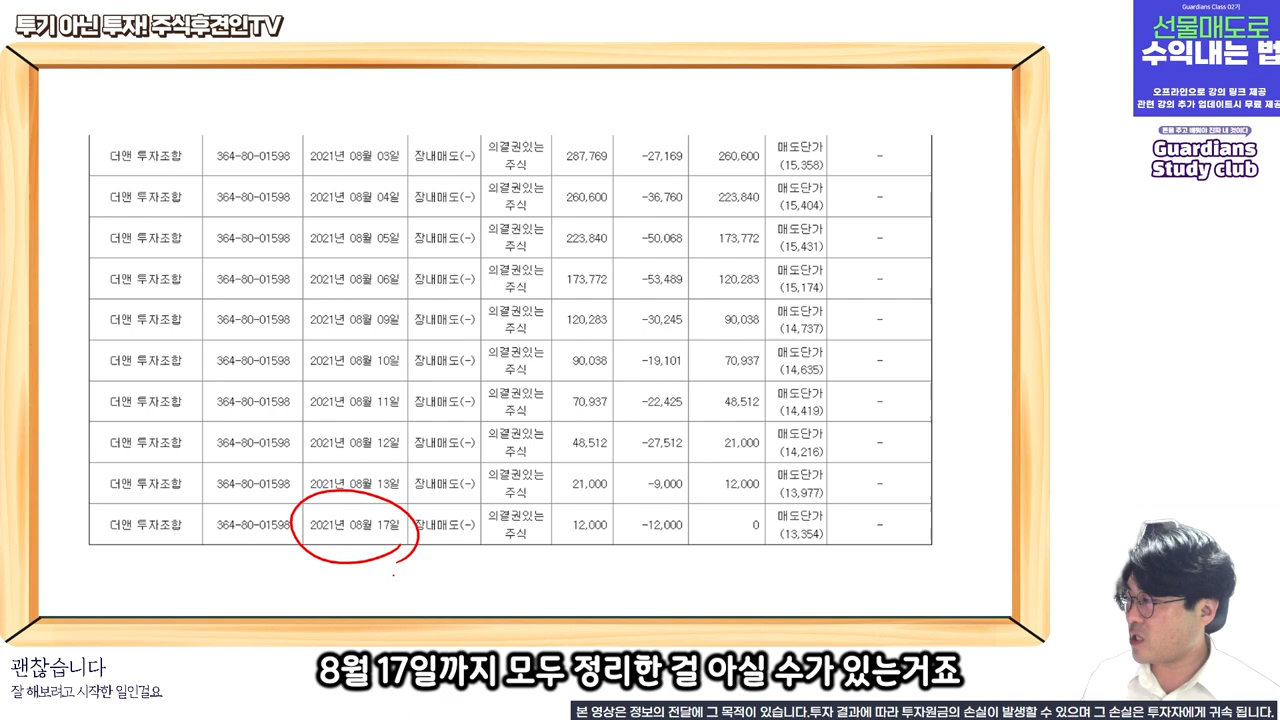 투기 아닌 투자! 주식후견인TV
Guardians Class 02기
선물매도로
수익내는 법
오프라인으로 강의 링크 제공
관련 강의 추가 업데이트시 무료 제공
돈을 주고 배워야 진짜 내 것이다
Guardians
Study club
더앤 투자조합 364-80-01598 2021년 08월 03일 장내매도(-) 의결권있는 주식 287,769 -27,169 260,600 매도단가 (15,358) -
더앤 투자조합 364-80-01598 2021년 08월 04일 장내매도(-) 의결권있는 주식 260,600 -36,760 223,840 매도단가 (15,404) -
더앤 투자조합 364-80-01598 2021년 08월 05일 장내매도(-) 의결권있는 주식 223,840 -50,068 173,772 매도단가 (15,431) -
더앤 투자조합 364-80-01598 2021년 08월 06일 장내매도(-) 의결권있는 주식 173,772 -53,489 120,283 매도단가 (15,174) -
더앤 투자조합 364-80-01598 2021년 08월 09일 장내매도(-) 의결권있는 주식 120,283 -30,245 90,038 매도단가 (14,737) -
더앤 투자조합 364-80-01598 2021년 08월 10일 장내매도(-) 의결권있는 주식 90,038 -19,101 70,937 매도단가 (14,635) -
더앤 투자조합 364-80-01598 2021년 08월 11일 장내매도(-) 의결권있는 주식 70,937 -22,425 48,512 매도단가 (14,419) -
더앤 투자조합 364-80-01598 2021년 08월 12일 장내매도(-) 의결권있는 주식 48,512 -27,512 21,000 매도단가 (14,216) -
더앤 투자조합 364-80-01598 2021년 08월 13일 장내매도(-) 의결권있는 주식 21,000 -9,000 12,000 매도단가 (13,977) -
더앤 투자조합 364-80-01598 2021년 08월 17일 장내매도(-) 의결권있는 주식 12,000 -12,000 0 매도단가 (13,354) -
괜찮습니다
잘 해보려고 시작한 일인걸요
8월 17일까지 모두 정리한 걸 아실 수가 있는거죠
본 영상은 정보의 전달에 그 목적이 있습니다.투자 결과에 따라 투자원금의 손실이 발생할 수 있으며 그 손실은 투자자에게 귀속 됩니다.